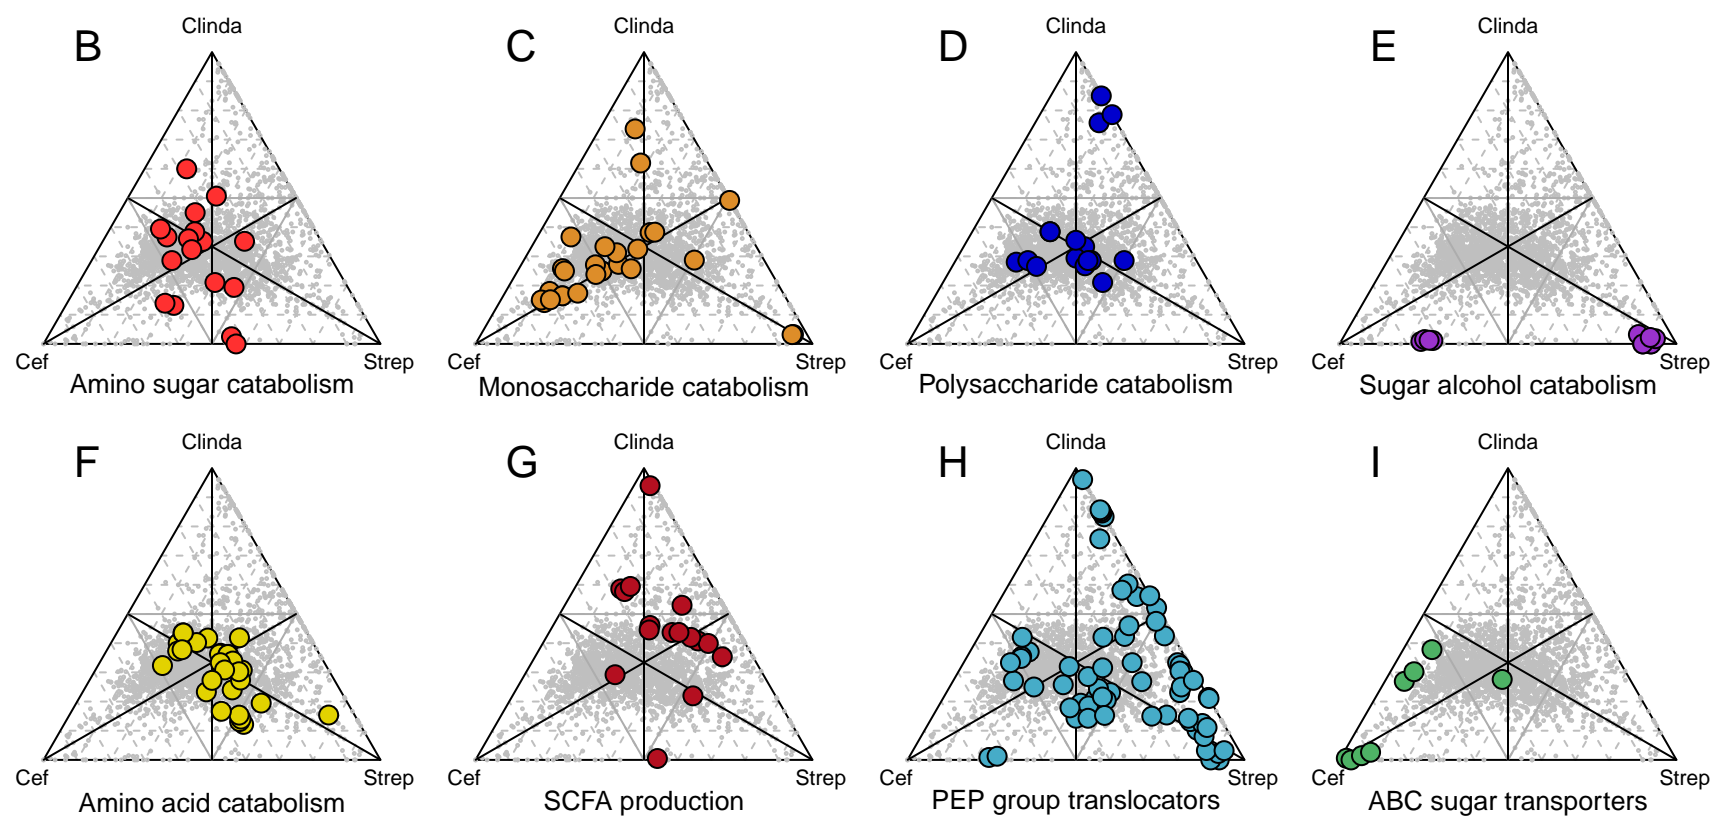 B
Clinda
Cef
Strep
Amino sugar catabolism
C
Clinda
Cef
Strep
Monosaccharide catabolism
D
Clinda
Cef
Strep
Polysaccharide catabolism
E
Clinda
Cef
Strep
Sugar alcohol catabolism
F
Clinda
Cef
Strep
Amino acid catabolism
G
Clinda
Cef
Strep
SCFA production
H
Clinda
Cef
Strep
PEP group translocators
I
Clinda
Cef
Strep
ABC sugar transporters